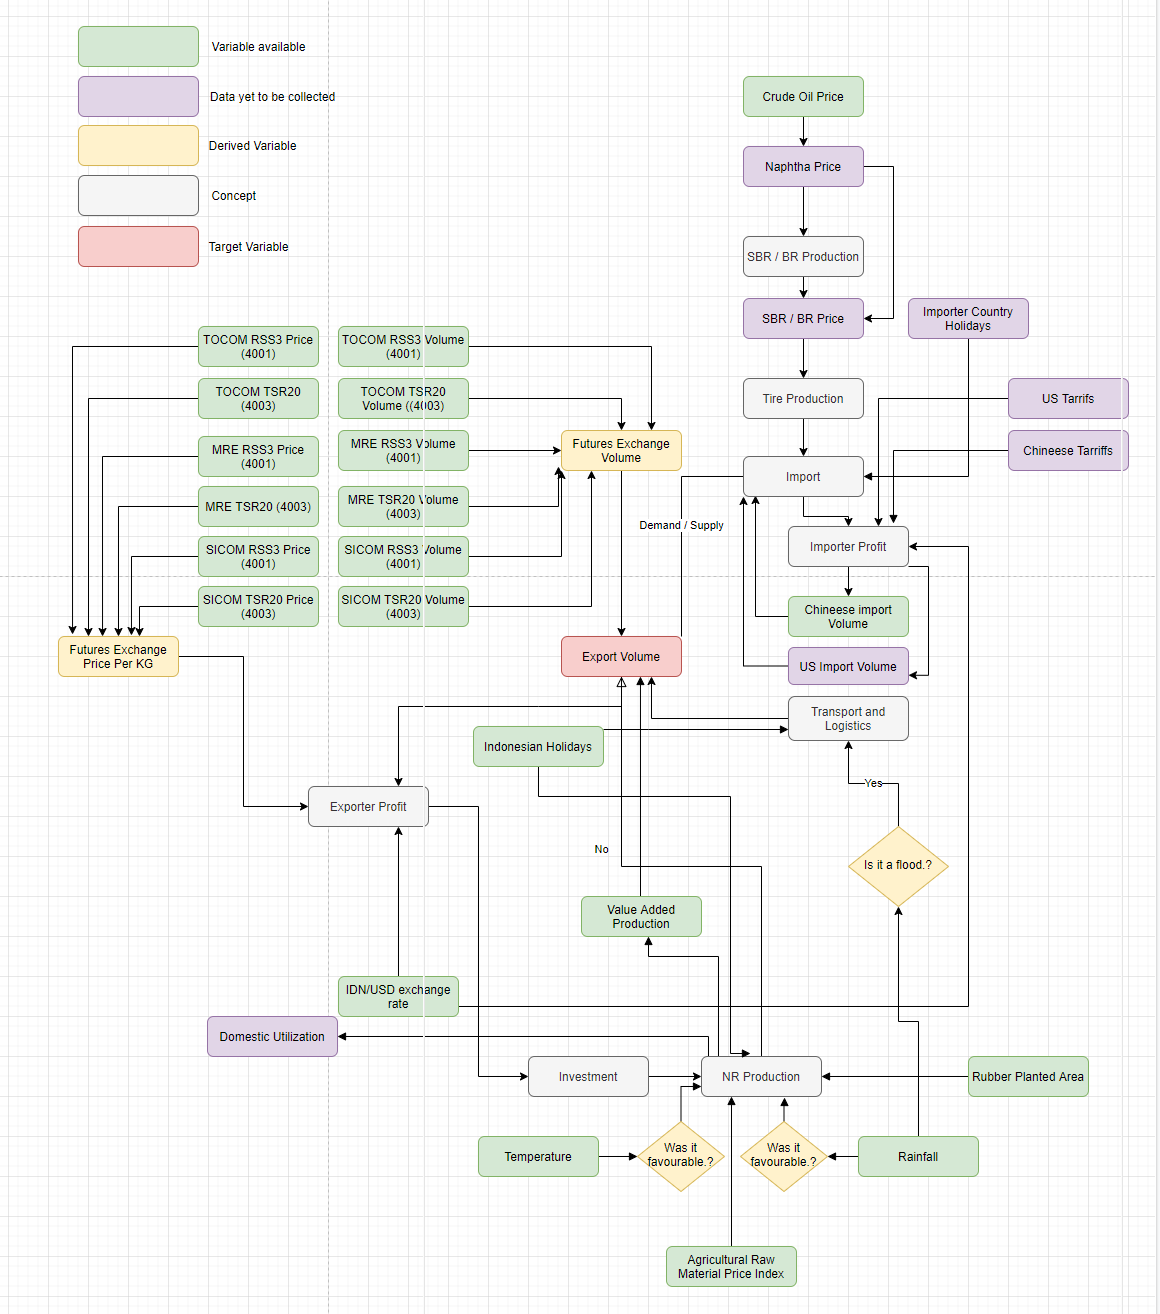 Variable available
Data yet to be collected
Derived Variable
Concept
Target Variable
Crude Oil Price
Naphtha Price
SBR / BR Production
SBR / BR Price
Importer Country
Holidays
TOCOM RSS3 Price
(4001)
TOCOM RSS3 Volume
(4001)
TOCOM TSR20
(4003)
TOCOM TSR20
Volume ((4003)
Tire Production
US Tarrifs
MRE RSS3 Price
(4001)
MRE RSS3 Volume
(4001)
Futures Exchange
Volume
Chineese Tarriffs
Import
MRE TSR20 (4003)
MRE TSR20 Volume
(4003)
Demand / Supply
SICOM RSS3 Price
(4001)
SICOM RSS3 Volume
(4001)
Importer Profit
SICOM TSR20 Price
(4003)
SICOM TSR20 Volume
(4003)
Chineese import
Volume
Futures Exchange
Price Per KG
Export Volume
US Import Volume
Transport and
Logistics
Indonesian Holidays
Yes
Exporter Profit
No
Is it a flood.?
Value Added
Production
IDN/USD exchange
rate
Domestic Utilization
Investment
NR Production
Rubber Planted Area
Temperature
Was it
favourable.?
Was it
favourable.?
Rainfall
Agricultural Raw
Material Price Index